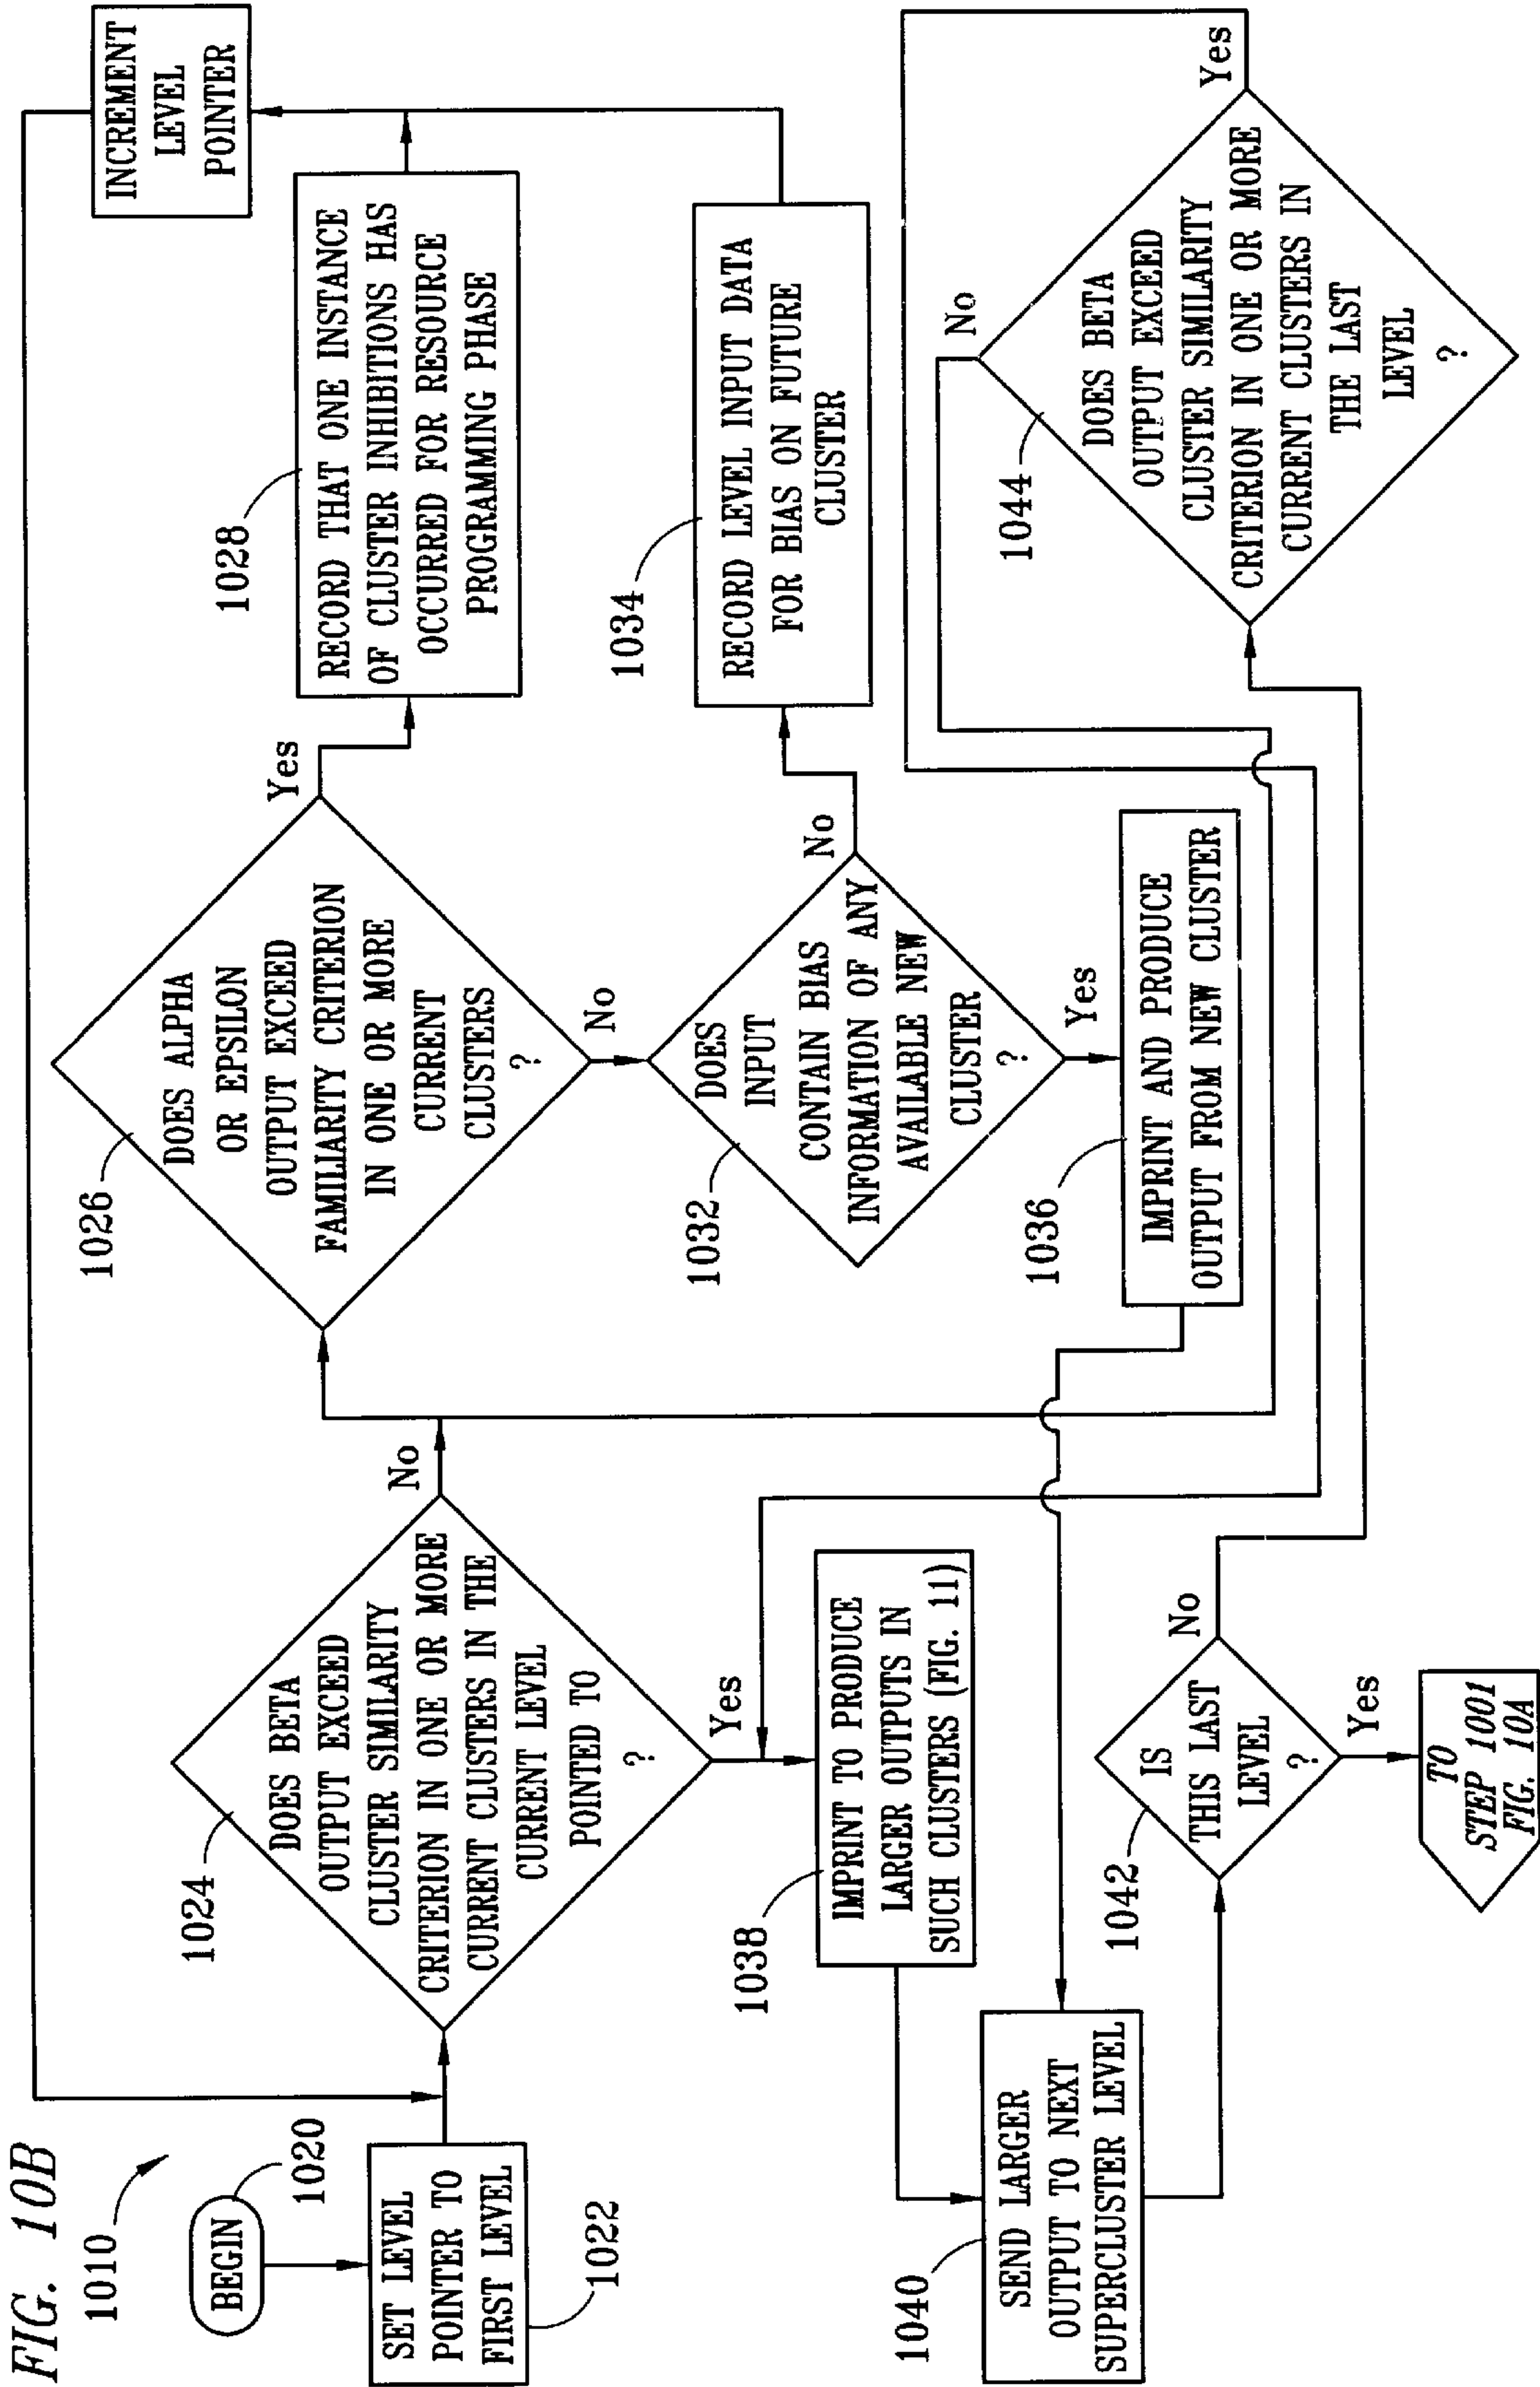 FIG. 10B
1010
BEGIN
1020
SET LEVEL
POINTER TO
FIRST LEVEL
1022
INCREMENT
LEVEL
POINTER
1024
DOES BETA
OUTPUT EXCEED
CLUSTER SIMILARITY
CRITERION IN ONE OR MORE
CURRENT CLUSTERS IN THE
CURRENT LEVEL
POINTED TO
?
No
Yes
1026
DOES ALPHA
OR EPSILON
OUTPUT EXCEED
FAMILIARITY CRITERION
IN ONE OR MORE
CURRENT
CLUSTERS
?
Yes
No
1028
RECORD THAT ONE INSTANCE
OF CLUSTER INHIBITIONS HAS
OCCURRED FOR RESOURCE
PROGRAMMING PHASE
1032
DOES
INPUT
CONTAIN BIAS
INFORMATION OF ANY
AVAILABLE NEW
CLUSTER
?
No
Yes
1034
RECORD LEVEL INPUT DATA
FOR BIAS ON FUTURE
CLUSTER
1036
IMPRINT AND PRODUCE
OUTPUT FROM NEW CLUSTER
1038
IMPRINT TO PRODUCE
LARGER OUTPUTS IN
SUCH CLUSTERS (FIG. 11)
1040
SEND LARGER
OUTPUT TO NEXT
SUPERCLUSTER LEVEL
1042
IS
THIS LAST
LEVEL
?
No
Yes
TO
STEP 1001
FIG. 10A
1044
DOES BETA
OUTPUT EXCEED
CLUSTER SIMILARITY
CRITERION IN ONE OR MORE
CURRENT CLUSTERS IN
THE LAST
LEVEL
?
No
Yes